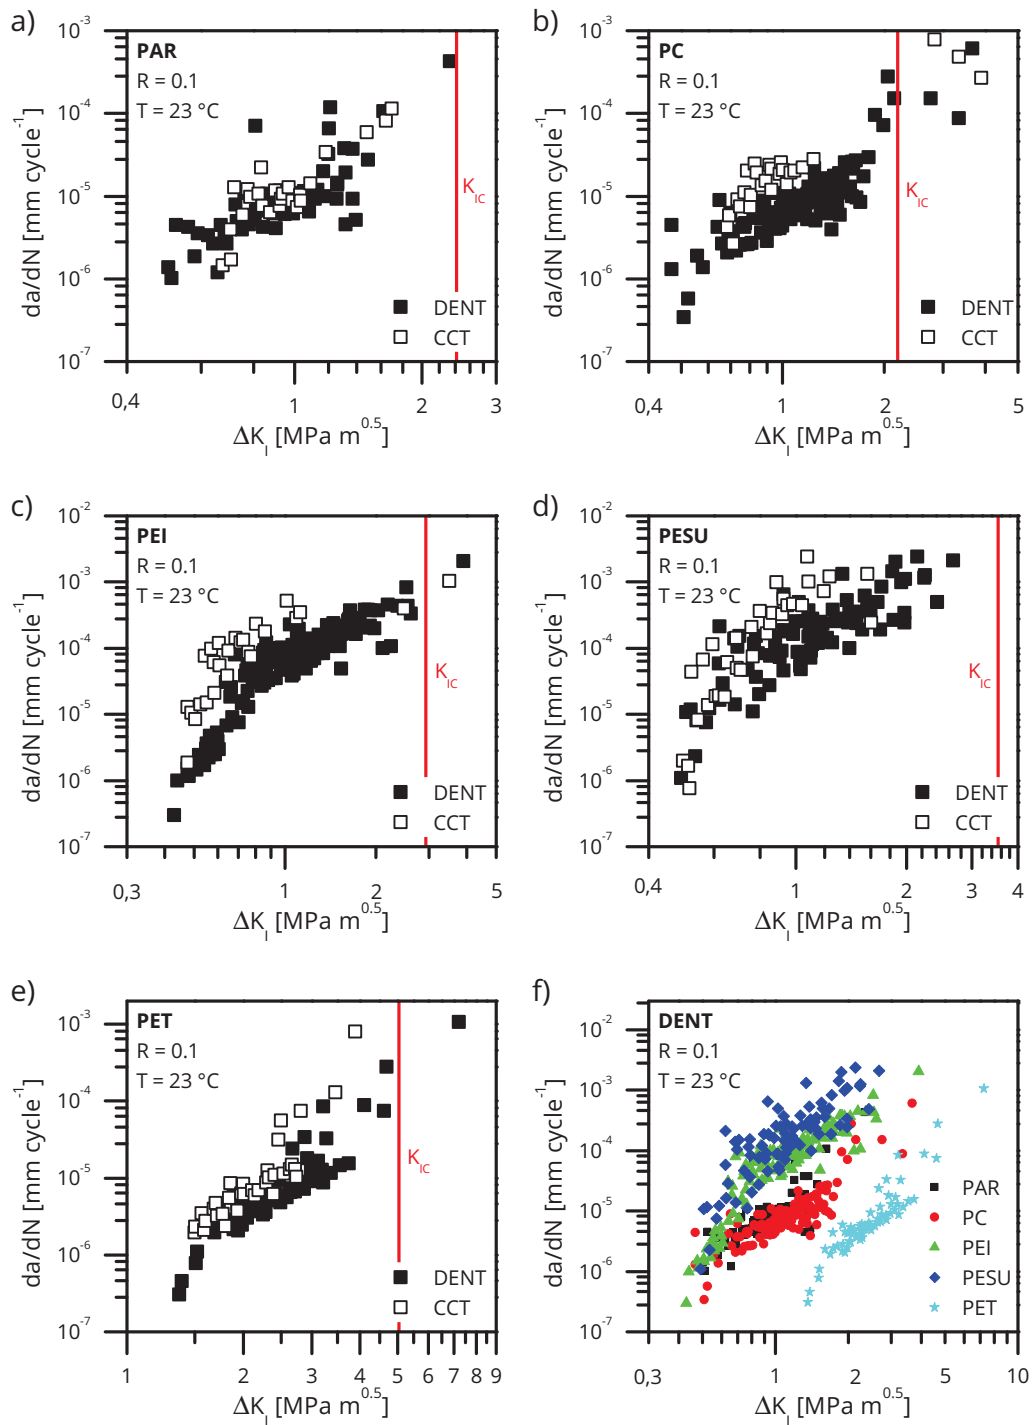 a)
PAR
R = 0.1
T = 23 °C
K_IC
DENT
CCT
10^-3
10^-4
10^-5
10^-6
10^-7
da/dN [mm cycle^-1]
0,4 1 2 3
ΔK_I [MPa m^0.5]
b)
PC
R = 0.1
T = 23 °C
K_IC
DENT
CCT
10^-3
10^-4
10^-5
10^-6
10^-7
da/dN [mm cycle^-1]
0,4 1 2 5
ΔK_I [MPa m^0.5]
c)
PEI
R = 0.1
T = 23 °C
K_IC
DENT
CCT
10^-2
10^-3
10^-4
10^-5
10^-6
10^-7
da/dN [mm cycle^-1]
0,3 1 2 5
ΔK_I [MPa m^0.5]
d)
PESU
R = 0.1
T = 23 °C
K_IC
DENT
CCT
10^-2
10^-3
10^-4
10^-5
10^-6
10^-7
da/dN [mm cycle^-1]
0,4 1 2 3 4
ΔK_I [MPa m^0.5]
e)
PET
R = 0.1
T = 23 °C
K_IC
DENT
CCT
10^-3
10^-4
10^-5
10^-6
10^-7
da/dN [mm cycle^-1]
1 2 3 4 5 6 7 8 9
ΔK_I [MPa m^0.5]
f)
DENT
R = 0.1
T = 23 °C
PAR
PC
PEI
PESU
PET
10^-2
10^-3
10^-4
10^-5
10^-6
10^-7
da/dN [mm cycle^-1]
0,3 1 2 5 10
ΔK_I [MPa m^0.5]